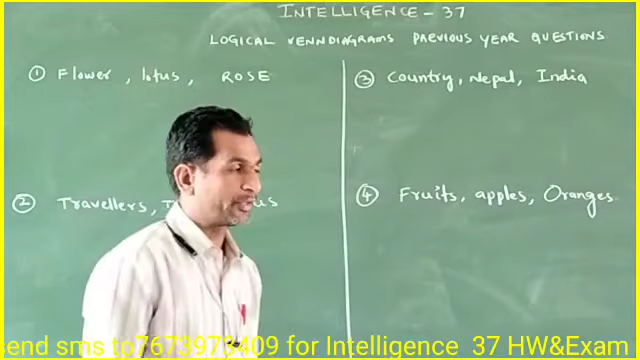 INTELLIGENCE - 37
LOGICAL VENNDIAGRAMS PREVIOUS YEAR QUESTIONS
① Flower, lotus, ROSE
② Travellers,
③ Country, Nepal, India
④ Fruits, apples, Oranges
send sms to7673973409 for Intelligence 37 HW&Exam